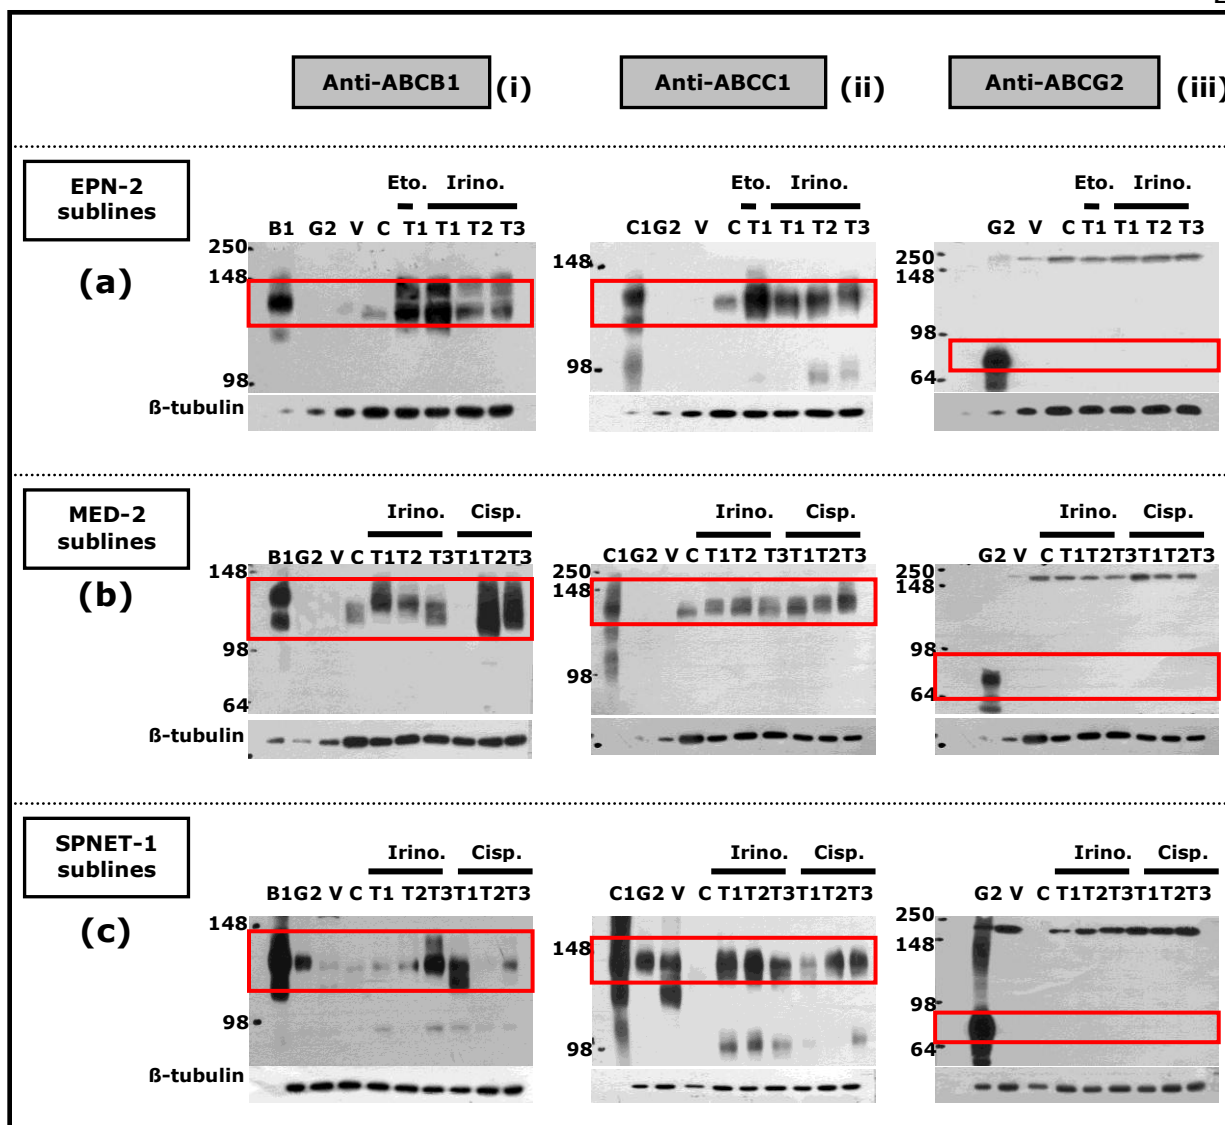 Anti-ABCB1 (i) Anti-ABCC1 (ii) Anti-ABCG2 (iii)
EPN-2
sublines
(a)
Eto. Irino.
B1 G2 V C T1 T1 T2 T3
250
148
98
ß-tubulin
Eto. Irino.
C1G2 V C T1 T1 T2 T3
148
98
Eto. Irino.
G2 V C T1 T1 T2 T3
250
148
98
64
MED-2
sublines
(b)
Irino. Cisp.
B1G2 V C T1 T2 T3T1T2T3
148
98
64
ß-tubulin
Irino. Cisp.
C1G2 V C T1 T2 T3T1T2T3
250
148
98
Irino. Cisp.
G2 V C T1T2T3T1T2T3
250
148
98
64
SPNET-1
sublines
(c)
Irino. Cisp.
B1G2 V C T1 T2T3T1T2T3
148
98
ß-tubulin
Irino. Cisp.
C1G2 V C T1T2T3T1T2T3
148
98
Irino. Cisp.
G2 V C T1T2T3T1T2T3
250
148
98
64